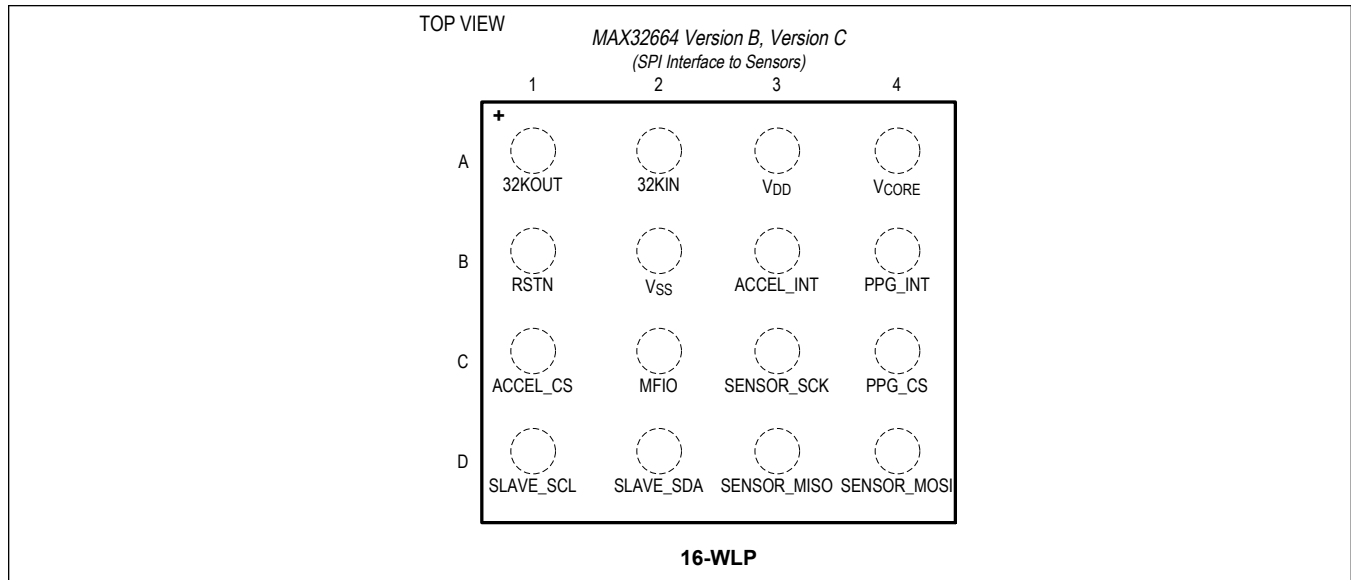 TOP VIEW
MAX32664 Version B, Version C
(SPI Interface to Sensors)
1 2 3 4
+
A
32KOUT 32KIN VDD VCORE
B
RSTN VSS ACCEL_INT PPG_INT
C
ACCEL_CS MFIO SENSOR_SCK PPG_CS
D
SLAVE_SCL SLAVE_SDA SENSOR_MISO SENSOR_MOSI
16-WLP